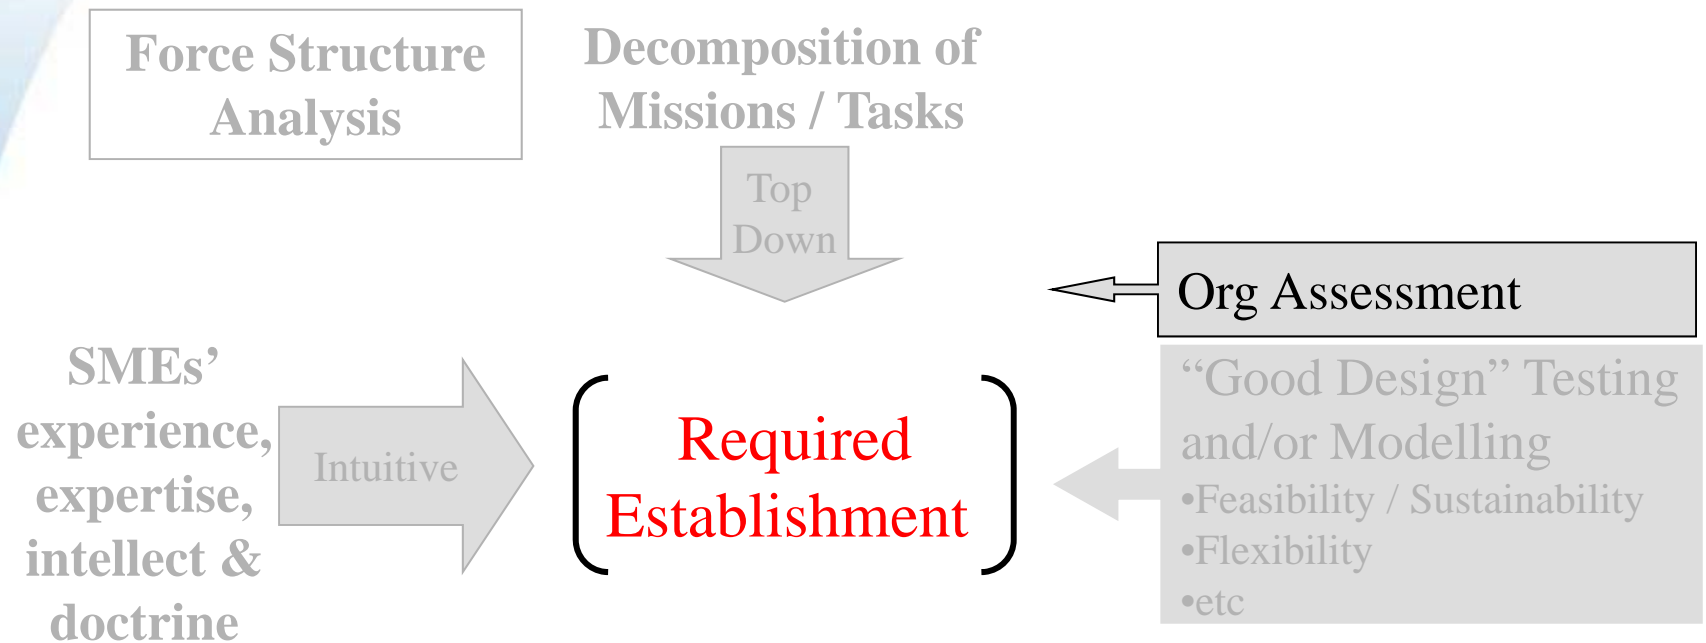 Force Structure
Analysis
Decomposition of
Missions / Tasks
Top
Down
Org Assessment
SMEs’
experience,
expertise,
intellect &
doctrine
Intuitive
Required
Establishment
“Good Design” Testing
and/or Modelling
•Feasibility / Sustainability
•Flexibility
•etc